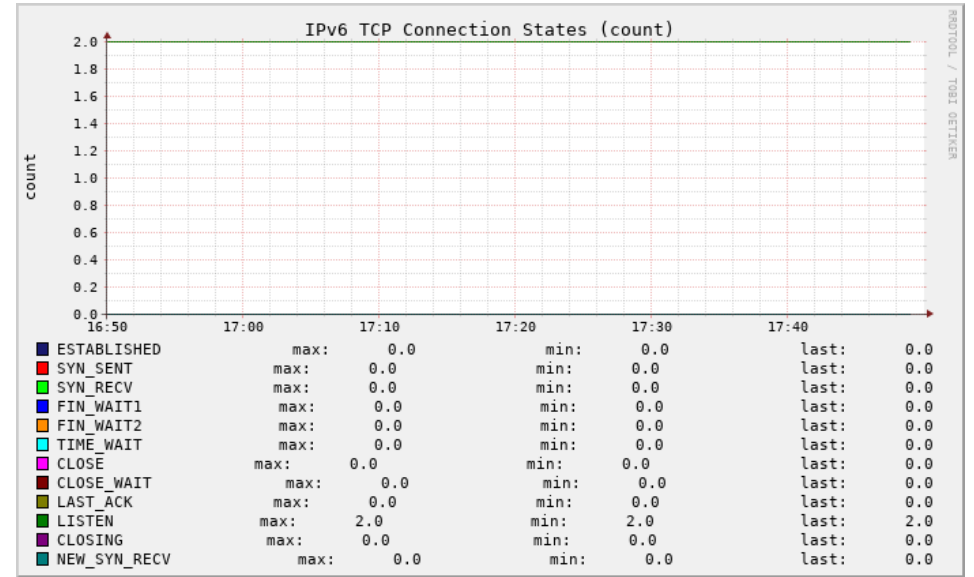 IPv6 TCP Connection States (count)
RRDTOOL / TOBI OETIKER
count
2.0
1.8
1.6
1.4
1.2
1.0
0.8
0.6
0.4
0.2
0.0
16:50 17:00 17:10 17:20 17:30 17:40
ESTABLISHED max: 0.0 min: 0.0 last: 0.0
SYN_SENT max: 0.0 min: 0.0 last: 0.0
SYN_RECV max: 0.0 min: 0.0 last: 0.0
FIN_WAIT1 max: 0.0 min: 0.0 last: 0.0
FIN_WAIT2 max: 0.0 min: 0.0 last: 0.0
TIME_WAIT max: 0.0 min: 0.0 last: 0.0
CLOSE max: 0.0 min: 0.0 last: 0.0
CLOSE_WAIT max: 0.0 min: 0.0 last: 0.0
LAST_ACK max: 0.0 min: 0.0 last: 0.0
LISTEN max: 2.0 min: 2.0 last: 2.0
CLOSING max: 0.0 min: 0.0 last: 0.0
NEW_SYN_RECV max: 0.0 min: 0.0 last: 0.0